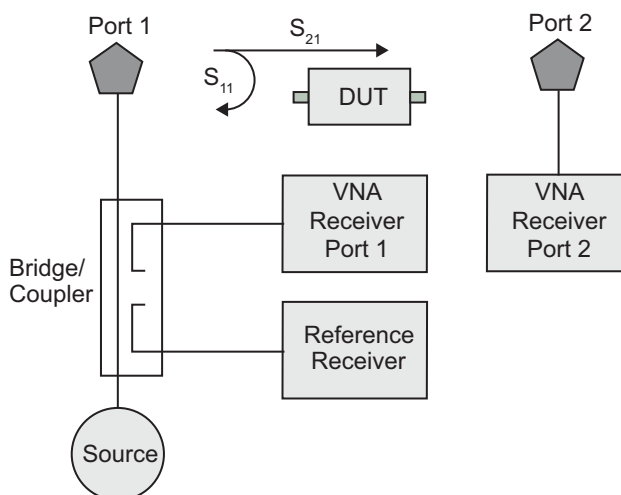 Port 1
S21
Port 2
S11
DUT
VNA
Receiver
Port 1
VNA
Receiver
Port 2
Bridge/
Coupler
Reference
Receiver
Source